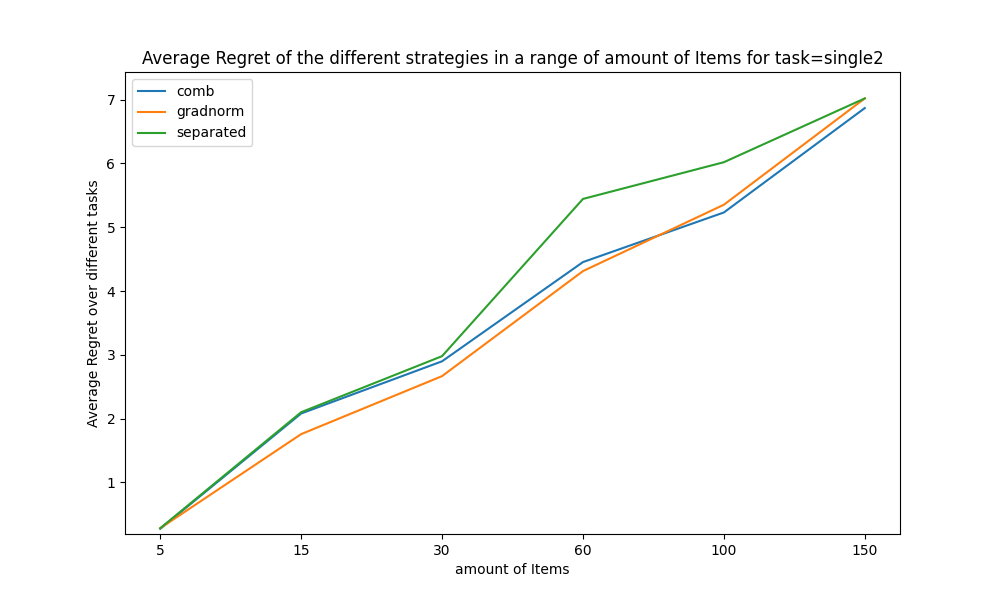 Average Regret of the different strategies in a range of amount of Items for task=single2
comb
gradnorm
separated
Average Regret over different tasks
7
6
5
4
3
2
1
5 15 30 60 100 150
amount of Items